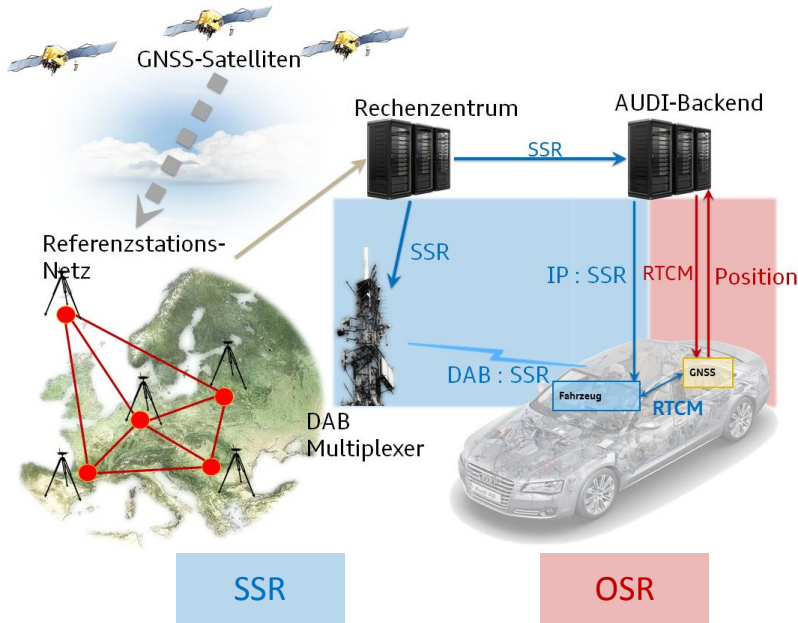 GNSS-Satelliten
Rechenzentrum
AUDI-Backend
SSR
Referenzstations-
Netz
SSR
IP : SSR
RTCM
Position
DAB : SSR
Fahrzeug
GNSS
RTCM
DAB
Multiplexer
SSR
OSR